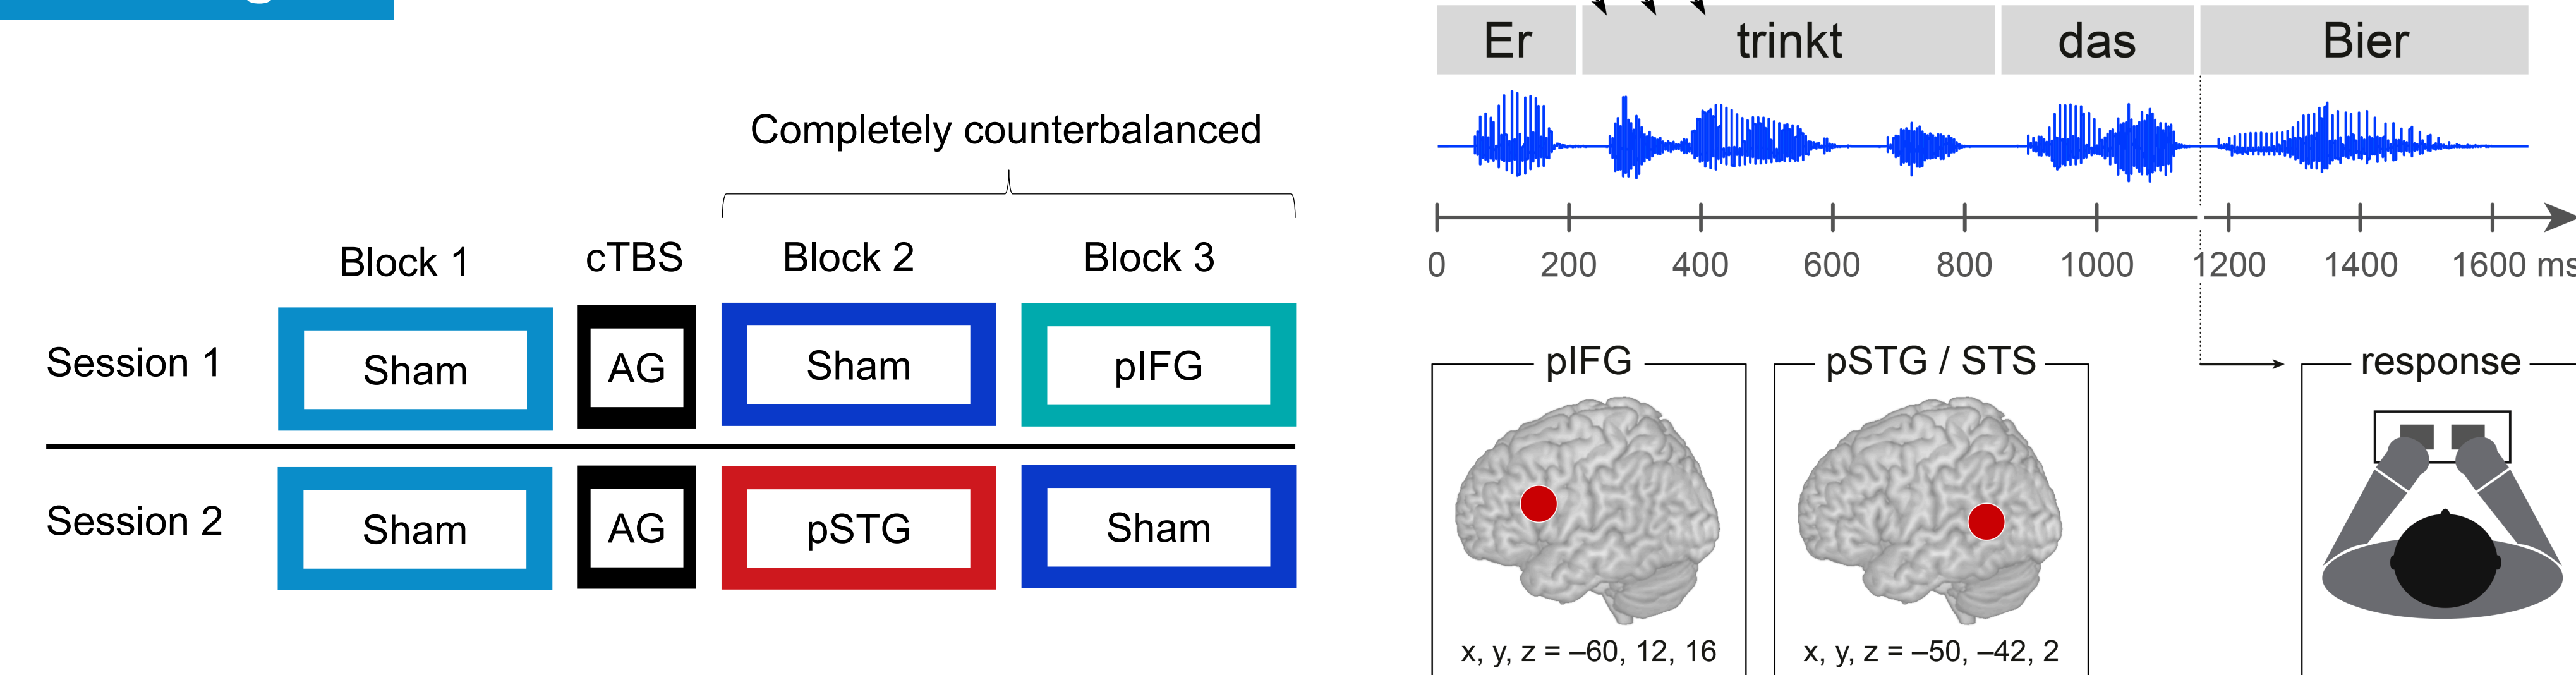 Completely counterbalanced
Block 1 cTBS Block 2 Block 3
Session 1 Sham AG Sham pIFG
Session 2 Sham AG pSTG Sham
Er trinkt das Bier
0 200 400 600 800 1000 1200 1400 1600 ms
pIFG pSTG / STS response
x, y, z = –60, 12, 16 x, y, z = –50, –42, 2